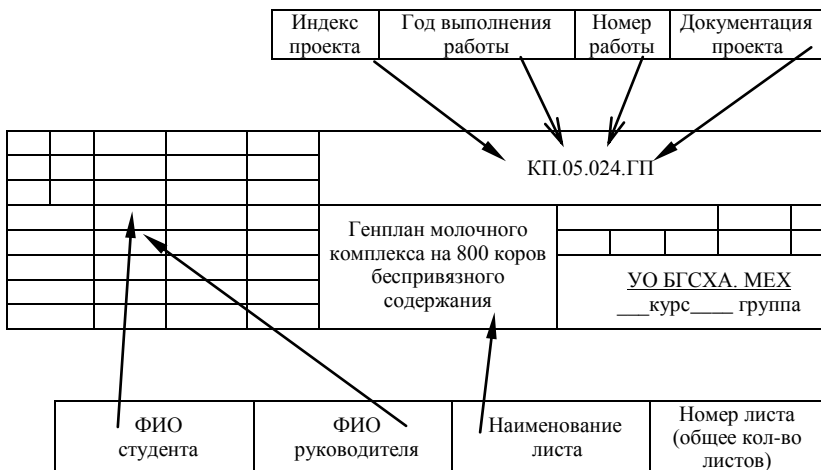 Индекс проекта
Год выполнения работы
Номер работы
Документация проекта
КП.05.024.ГП
Генплан молочного
комплекса на 800 коров
беспривязного
содержания
УО БГСХА. МЕХ
___курс____ группа
ФИО
студента
ФИО
руководителя
Наименование
листа
Номер листа
(общее кол-во
листов)